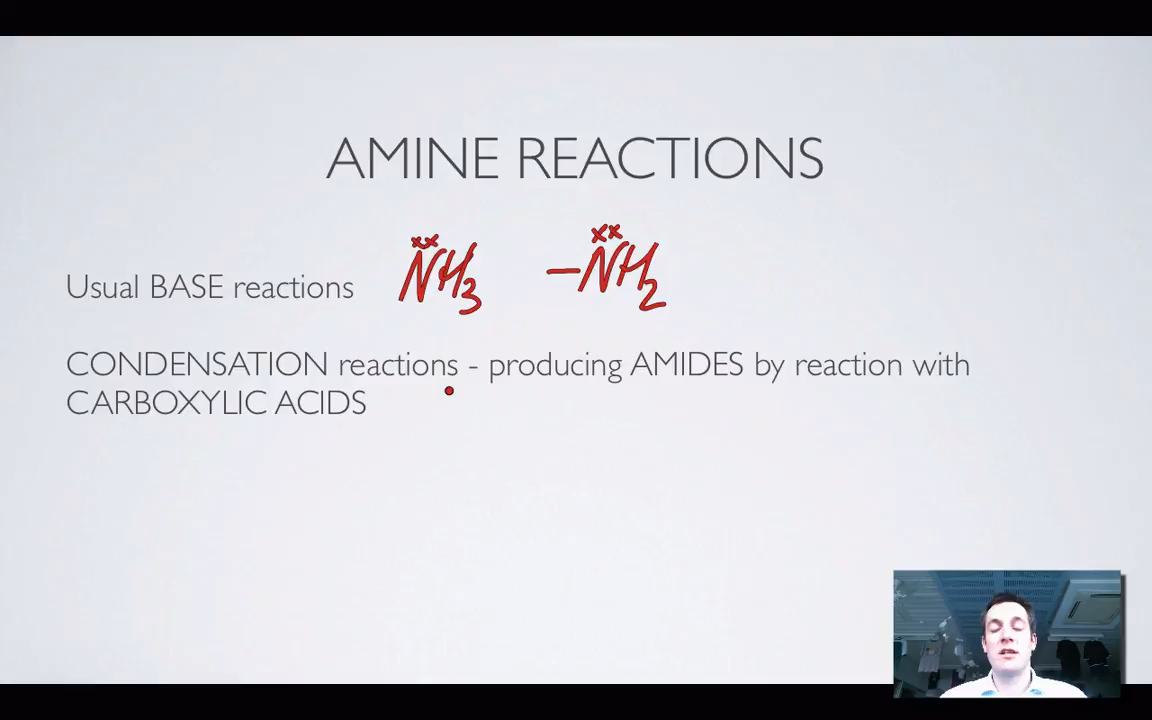 AMINE REACTIONS
Usual BASE reactions NH3 -NH2
CONDENSATION reactions - producing AMIDES by reaction with
CARBOXYLIC ACIDS